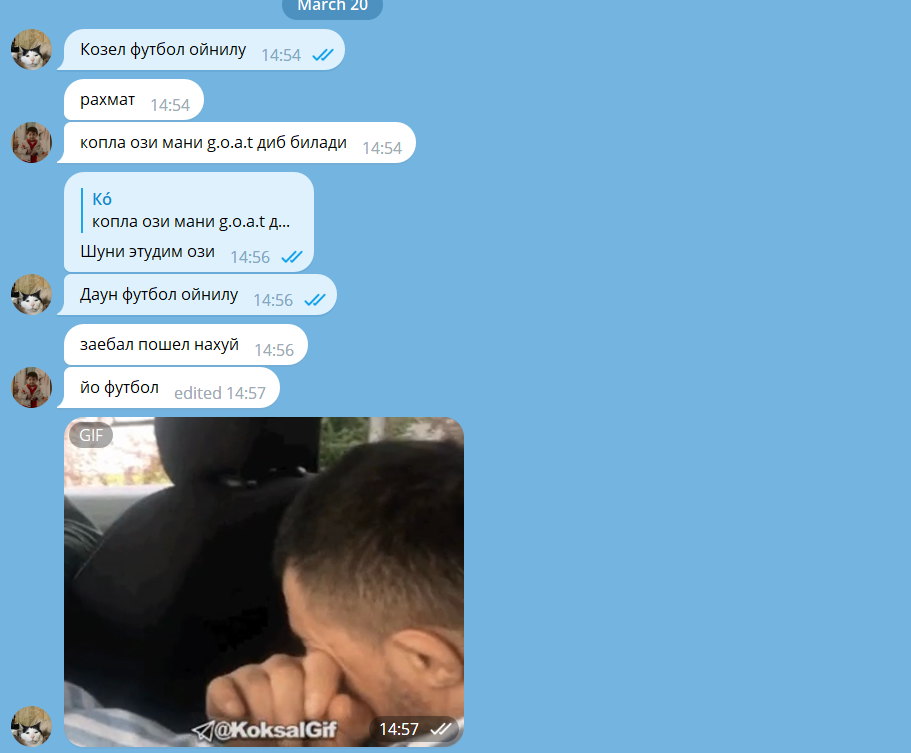 March 20
Козел футбол ойнилу 14:54
рахмат 14:54
копла ози мани g.o.a.t диб билади 14:54
Kó
копла ози мани g.o.a.t д...
Шуни этудим ози 14:56
Даун футбол ойнилу 14:56
заебал пошел нахуй 14:56
йо футбол edited 14:57
GIF
@KoksalGif 14:57